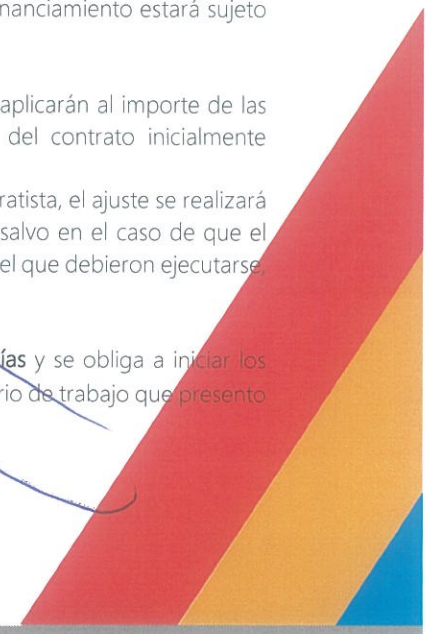 nanciamiento estará sujeto
aplicarán al importe de las
del contrato inicialmente
ratista, el ajuste se realizará
salvo en el caso de que el
el que debieron ejecutarse,
ías y se obliga a iniciar los
rio de trabajo que presento